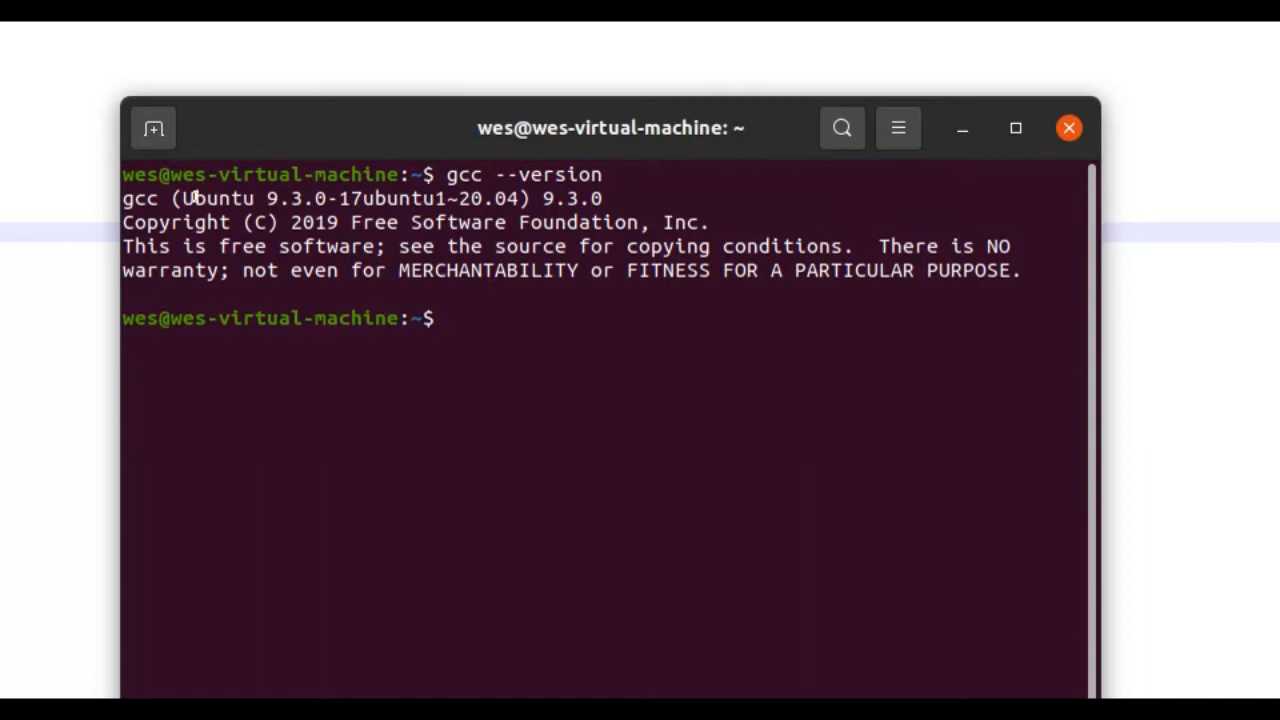 wes@wes-virtual-machine: ~
wes@wes-virtual-machine:~$ gcc --version
gcc (Ubuntu 9.3.0-17ubuntu1~20.04) 9.3.0
Copyright (C) 2019 Free Software Foundation, Inc.
This is free software; see the source for copying conditions.  There is NO
warranty; not even for MERCHANTABILITY or FITNESS FOR A PARTICULAR PURPOSE.
wes@wes-virtual-machine:~$